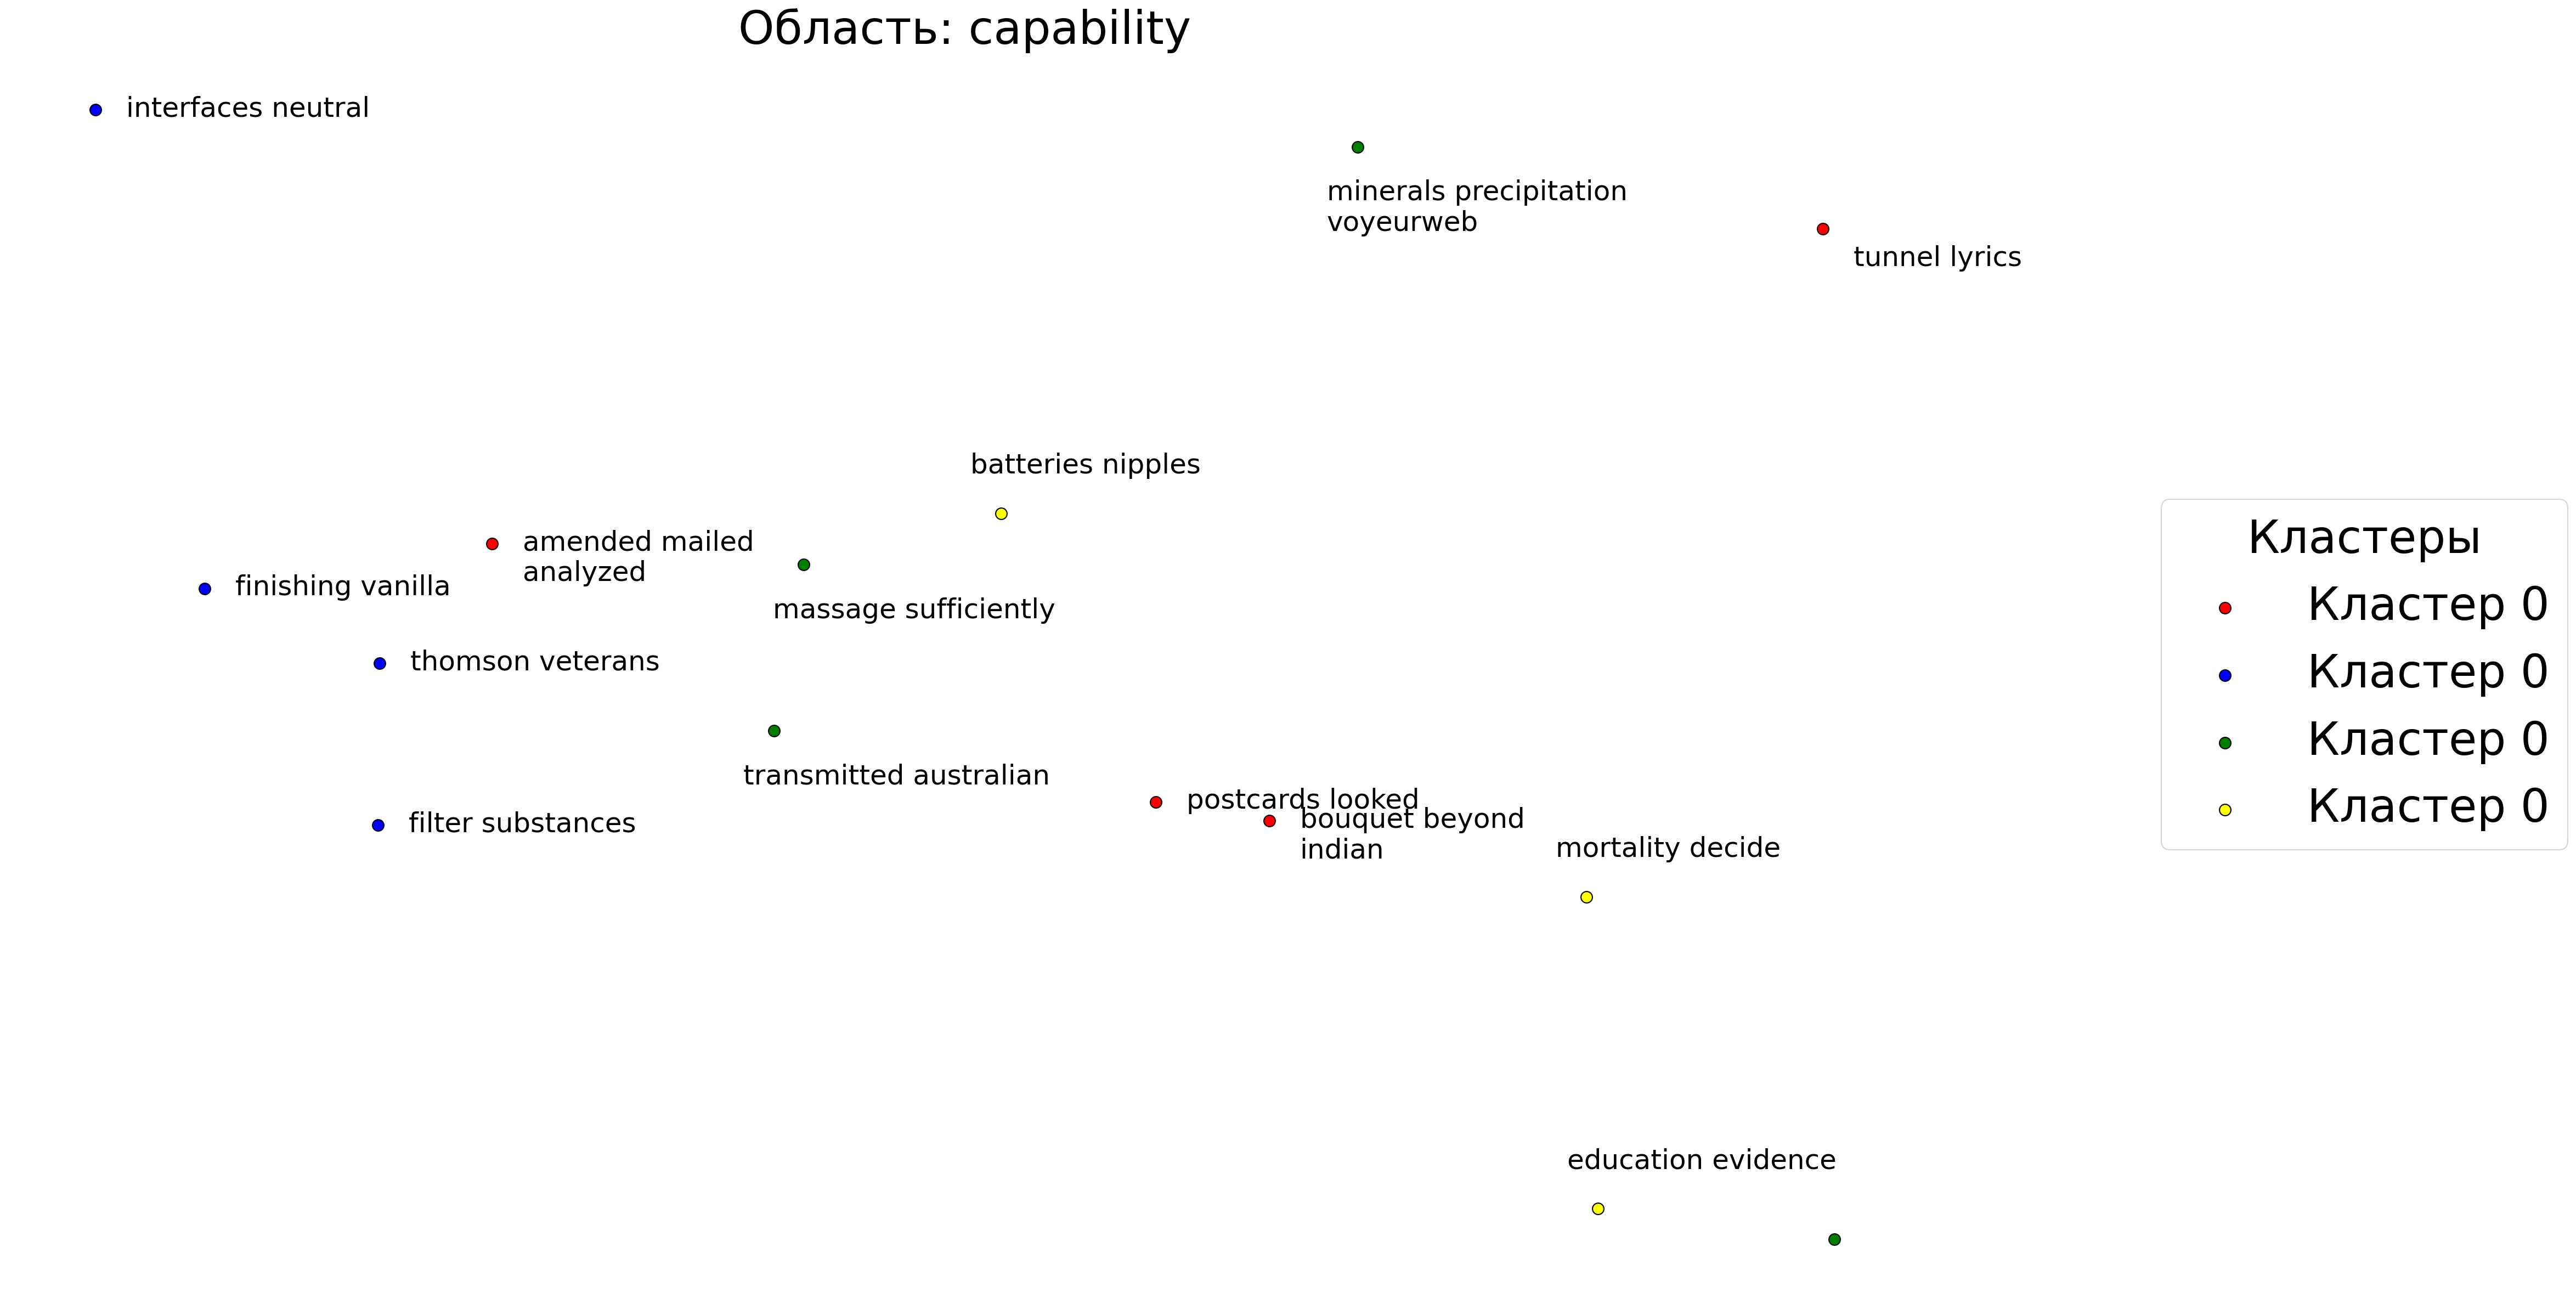 Область: capability
interfaces neutral
minerals precipitation
voyeurweb
tunnel lyrics
batteries nipples
amended mailed
analyzed
finishing vanilla
massage sufficiently
thomson veterans
transmitted australian
filter substances
postcards looked
bouquet beyond
indian
mortality decide
education evidence
Кластеры
Кластер 0
Кластер 0
Кластер 0
Кластер 0